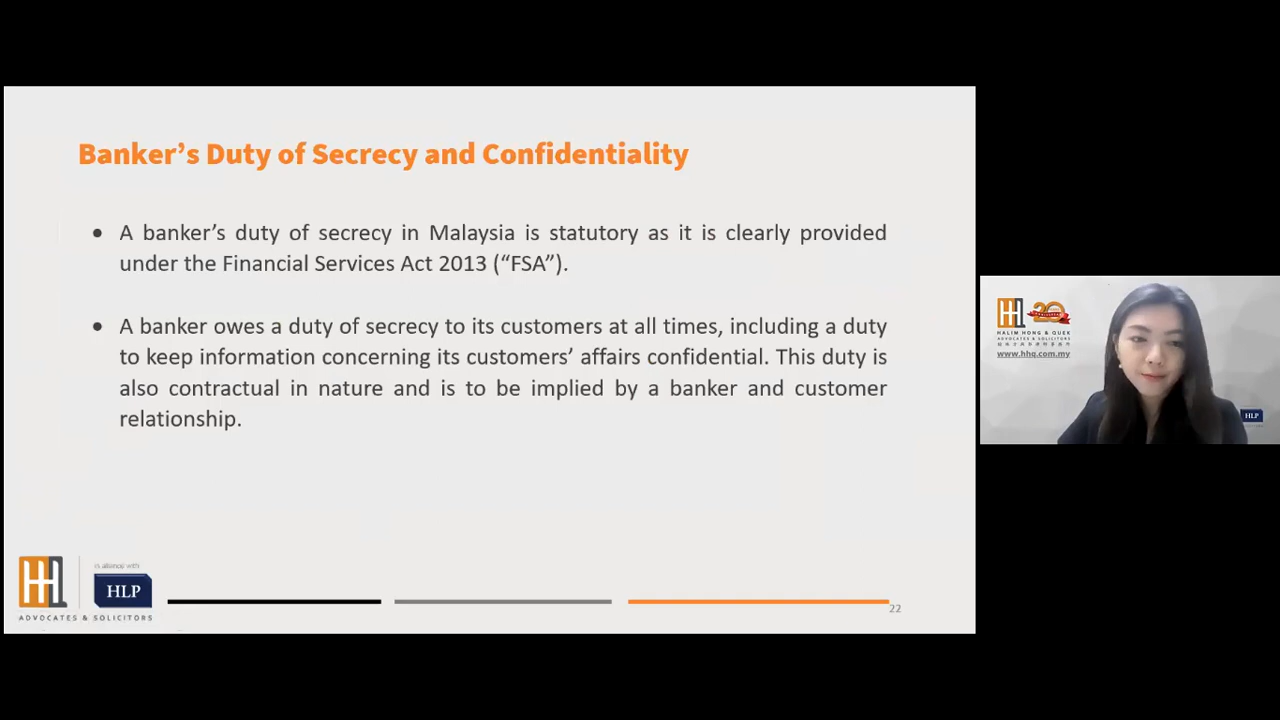 Banker’s Duty of Secrecy and Confidentiality
• A banker’s duty of secrecy in Malaysia is statutory as it is clearly provided
under the Financial Services Act 2013 (“FSA”).
• A banker owes a duty of secrecy to its customers at all times, including a duty
to keep information concerning its customers’ affairs confidential. This duty is
also contractual in nature and is to be implied by a banker and customer
relationship.
HLP
ADVOCATES & SOLICITORS
22
20
HALIM HONG & QUEK
ADVOCATES & SOLICITORS
www.hhq.com.my
HLP